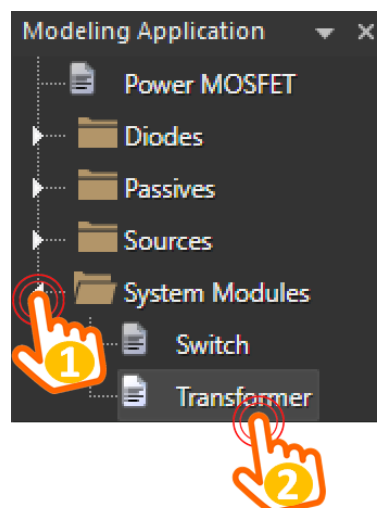 Modeling Application
Power MOSFET
Diodes
Passives
Sources
System Modules
Switch
1
Transformer
2